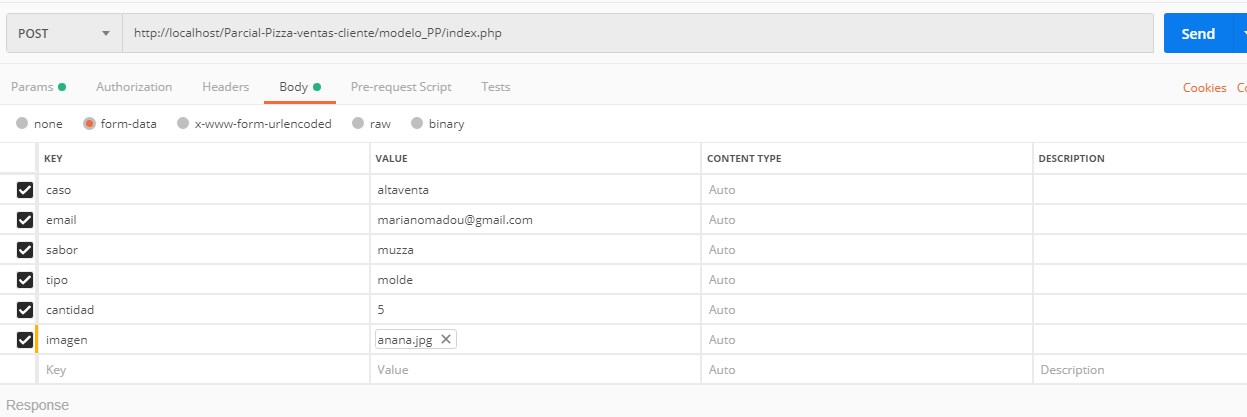 POST http://localhost/Parcial-Pizza-ventas-cliente/modelo_PP/index.php Send
Params Authorization Headers Body Pre-request Script Tests Cookies Co
none form-data x-www-form-urlencoded raw binary
KEY VALUE CONTENT TYPE DESCRIPTION
caso altaventa Auto
email marianomadou@gmail.com Auto
sabor muzza Auto
tipo molde Auto
cantidad 5 Auto
imagen anana.jpg Auto
Key Value Auto Description
Response